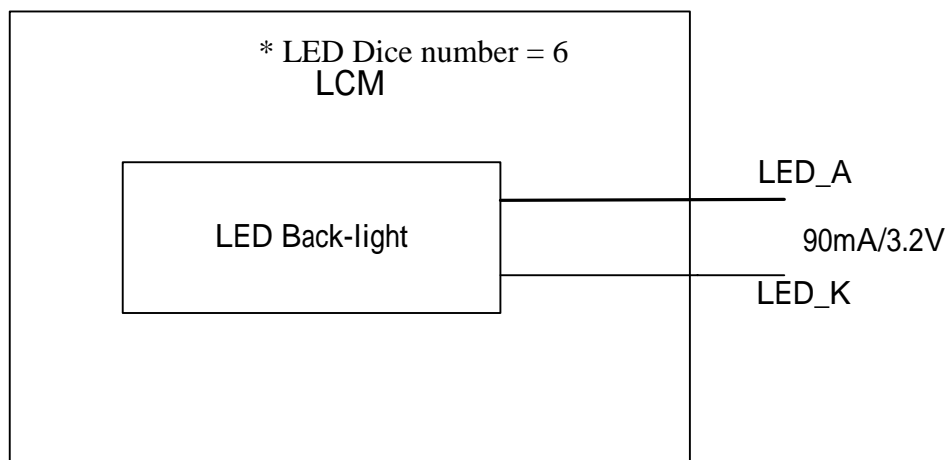 * LED Dice number = 6
LCM
LED_A
LED Back-light
90mA/3.2V
LED_K